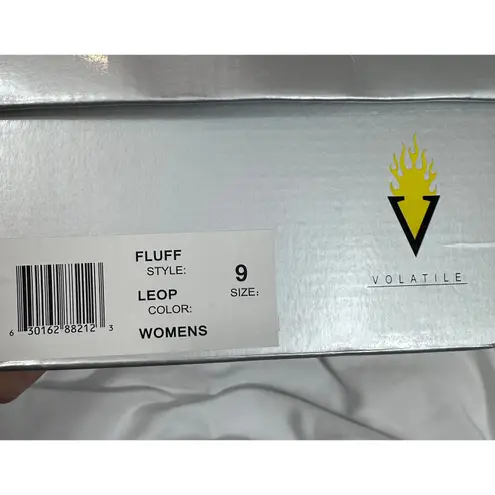 FLUFF
STYLE:
9
SIZE:
LEOP
COLOR:
WOMENS
6 30162 88212 3
V
VOLATILE